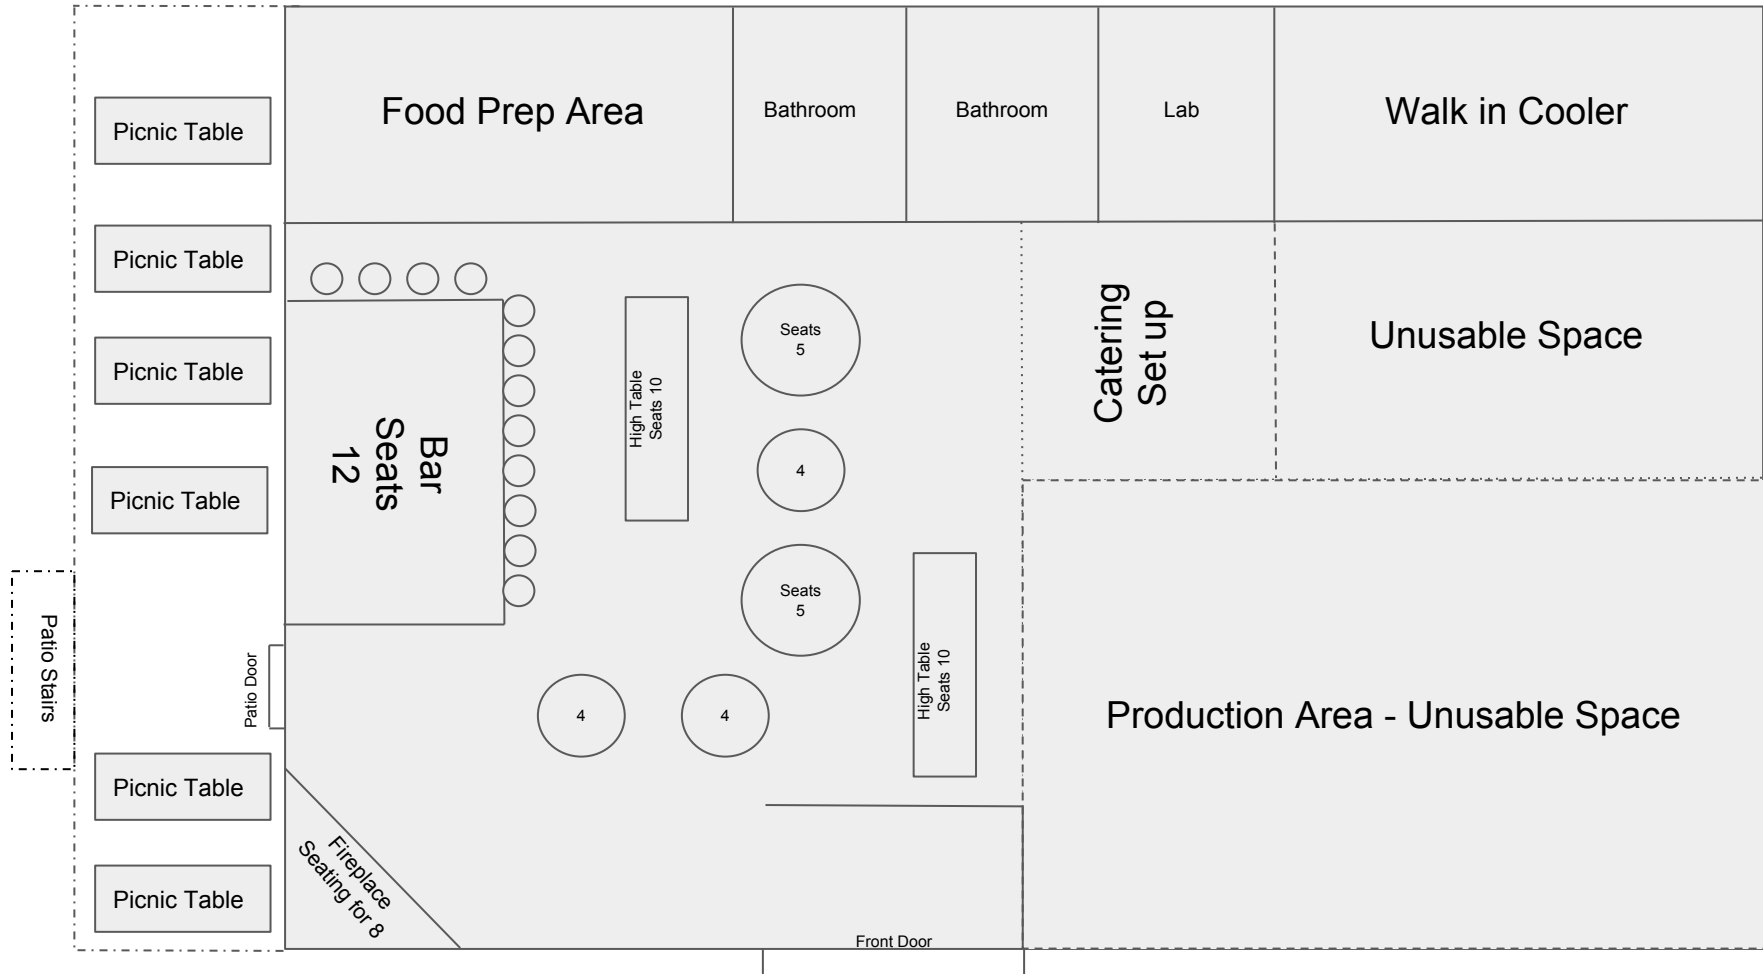 Food Prep Area
Bathroom
Bathroom
Lab
Walk in Cooler
Picnic Table
Picnic Table
Picnic Table
Picnic Table
Picnic Table
Picnic Table
Patio Stairs
Patio Door
Bar
Seats
12
High Table
Seats 10
Seats
5
4
Seats
5
4
4
High Table
Seats 10
Catering
Set up
Unusable Space
Production Area - Unusable Space
Fireplace
Seating for 8
Front Door